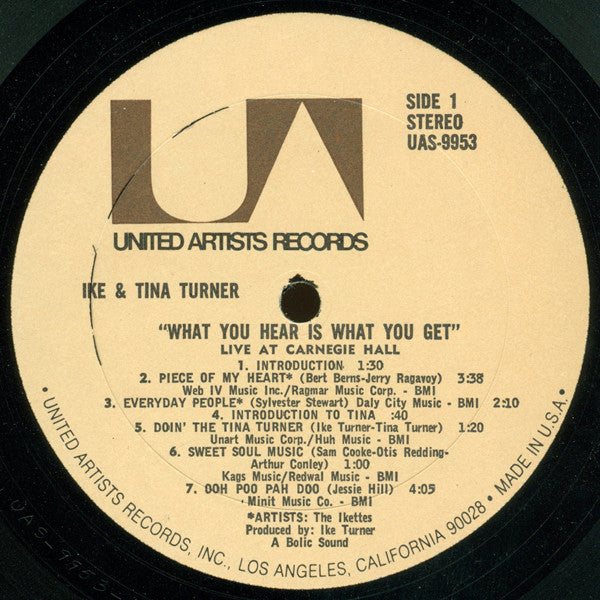 SIDE 1
STEREO
UAS-9953
UA
UNITED ARTISTS RECORDS
IKE & TINA TURNER
"WHAT YOU HEAR IS WHAT YOU GET"
LIVE AT CARNEGIE HALL
1. INTRODUCTION 1:30
2. PIECE OF MY HEART* (Bert Berns-Jerry Ragavoy) 3:38
Web IV Music Inc./Ragmar Music Corp. - BMI
3. EVERYDAY PEOPLE* (Sylvester Stewart) Daly City Music - BMI 2:10
4. INTRODUCTION TO TINA :40
5. DOIN' THE TINA TURNER (Ike Turner-Tina Turner) 1:20
Unart Music Corp./Huh Music - BMI
6. SWEET SOUL MUSIC (Sam Cooke-Otis Redding-
Arthur Conley) 1:00
Kags Music/Redwal Music - BMI
7. OOH POO PAH DOO (Jessie Hill) 4:05
Minit Music Co. - BMI
*ARTISTS: The Ikettes
Produced by: Ike Turner
A Bolic Sound
• UNITED ARTISTS RECORDS, INC., LOS ANGELES, CALIFORNIA 90028 • MADE IN U.S.A. •